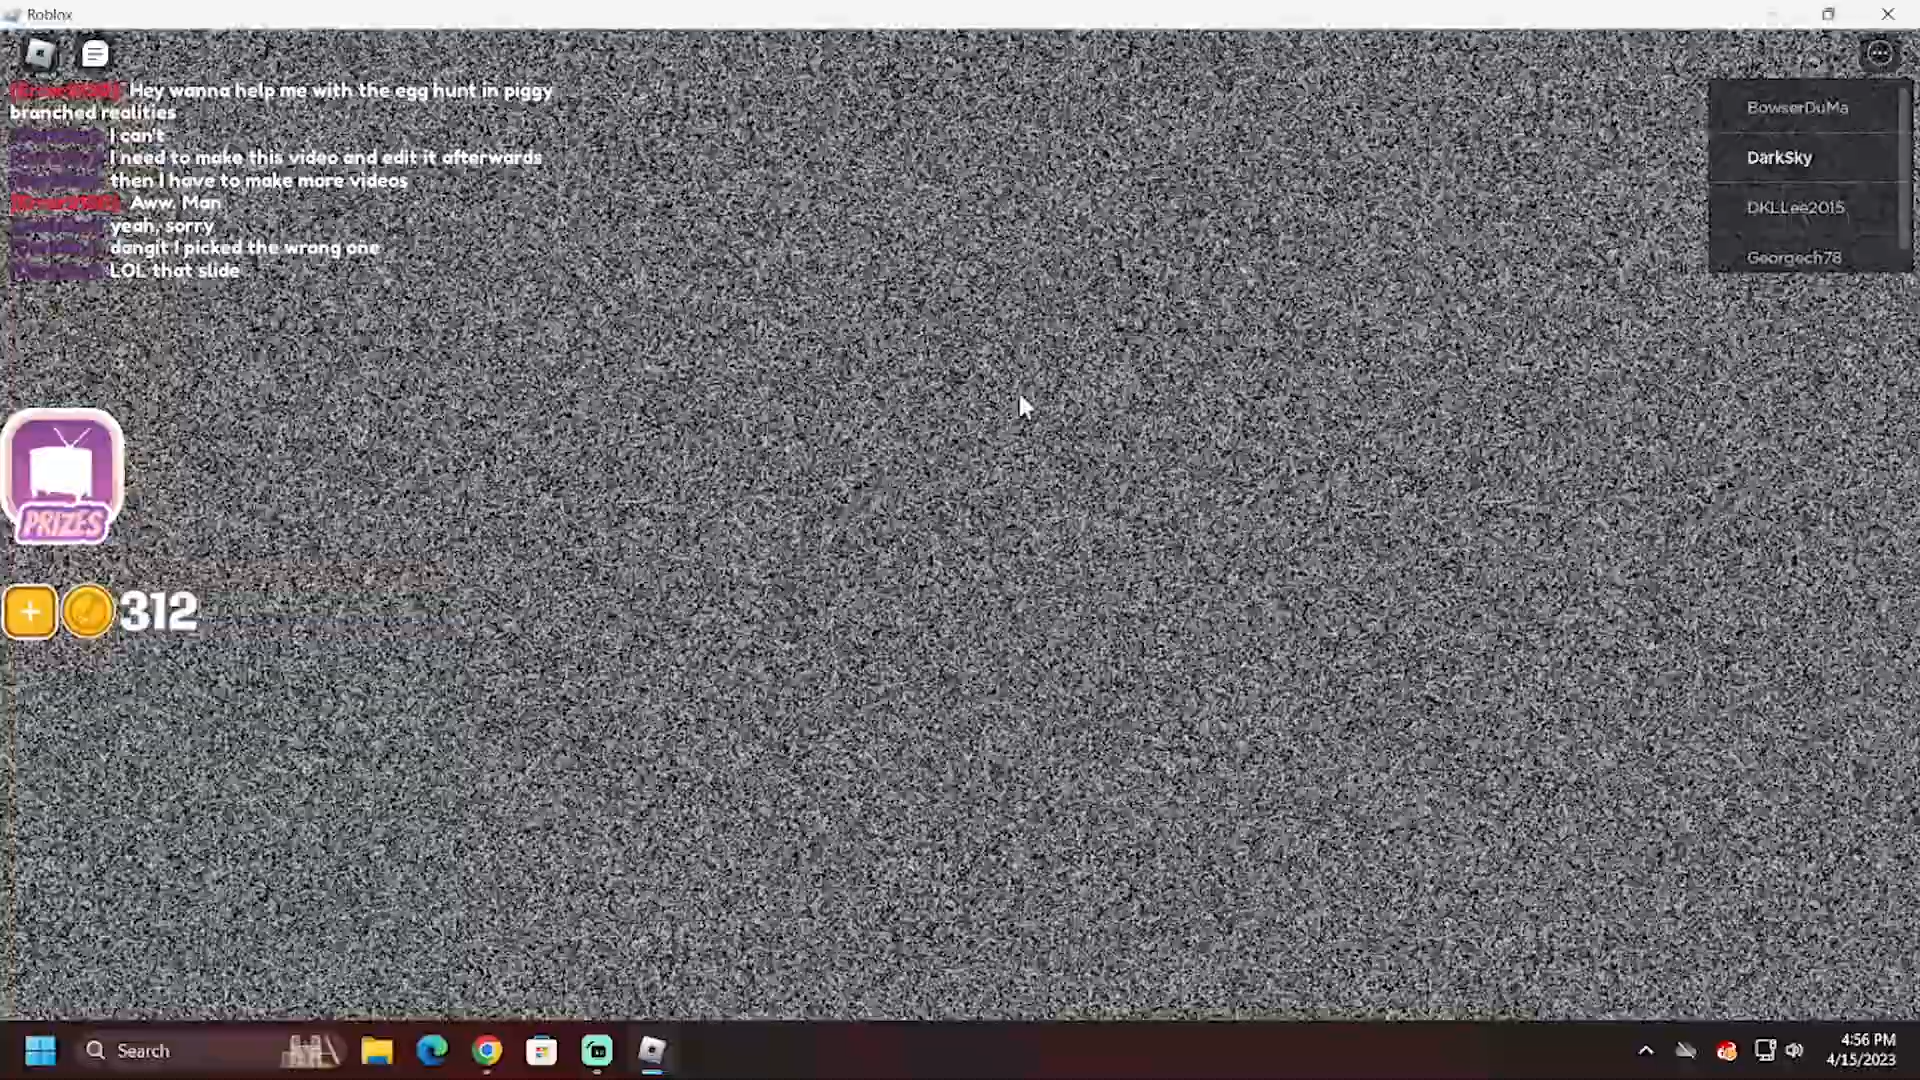 Roblox
Hey wanna help me with the egg hunt in piggy
branched realities
I can't
I need to make this video and edit it afterwards
then I have to make more videos
Aww. Man
yeah, sorry
dangit I picked the wrong one
LOL that slide
BowserDuMa
DarkSky
DKLLee2015
Georgech78
PRIZES
312
Search
4:56 PM
4/15/2023